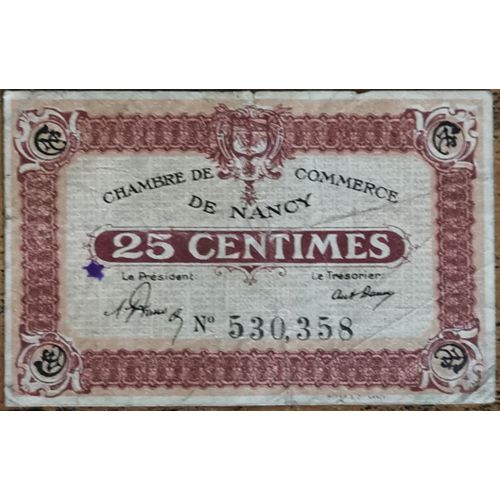 CHAMBRE DE COMMERCE
DE NANCY
25 CENTIMES
Le Président: Le Trésorier:
Nº 530,358